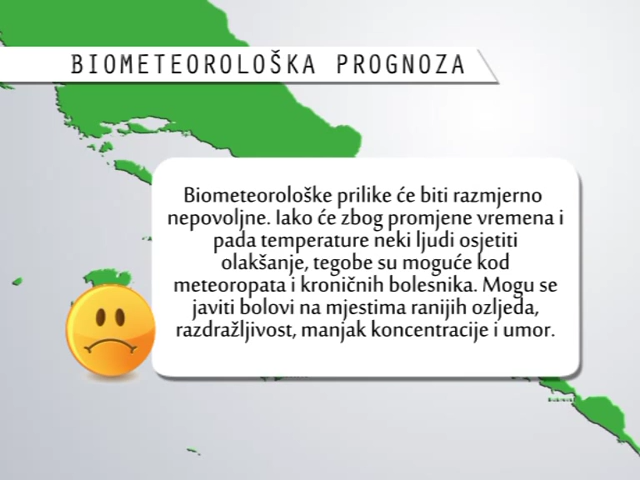 BIOMETEOROLOŠKA PROGNOZA
Biometeorološke prilike će biti razmjerno
nepovoljne. Iako će zbog promjene vremena i
pada temperature neki ljudi osjetiti
olakšanje, tegobe su moguće kod
meteoropata i kroničnih bolesnika. Mogu se
javiti bolovi na mjestima ranijih ozljeda,
razdražljivost, manjak koncentracije i umor.